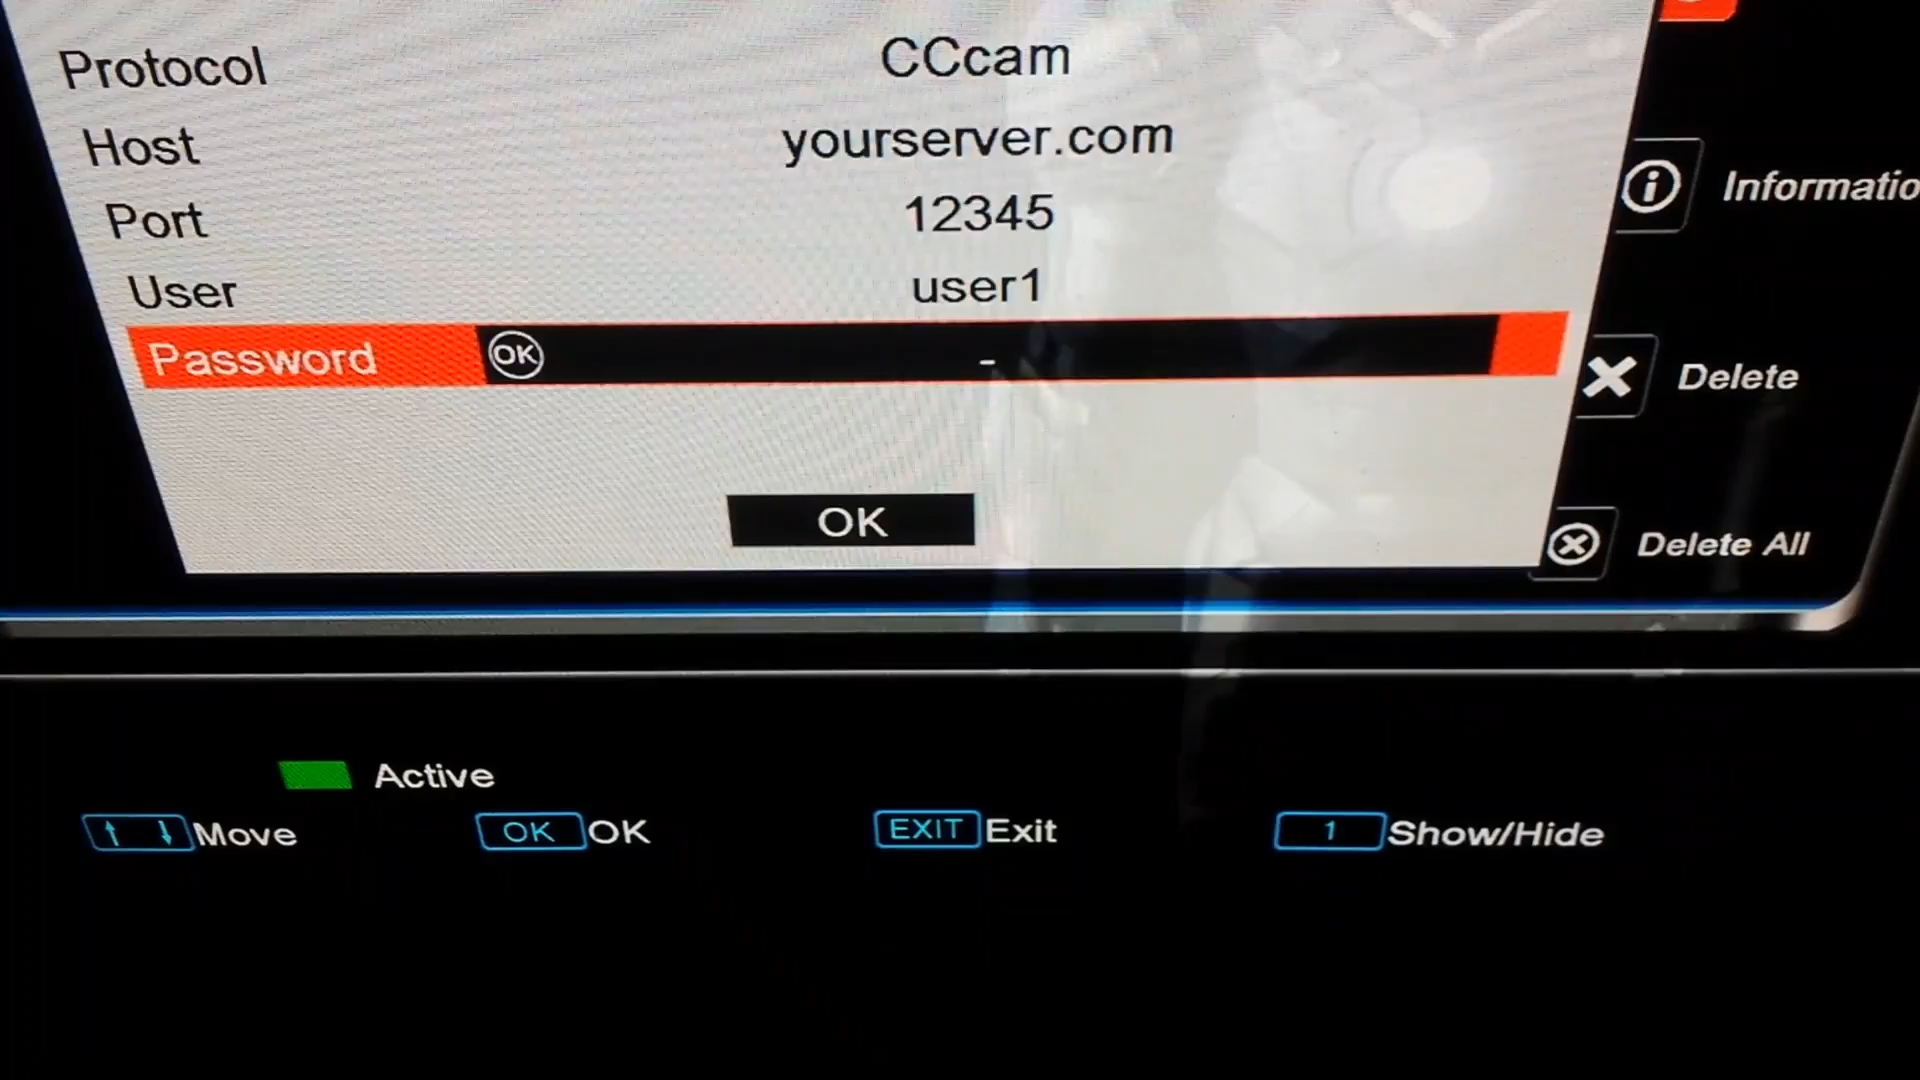 Protocol CCcam
Host yourserver.com
Port 12345
User user1
Password OK -
OK
Delete
Delete All
Active
Move OK OK EXIT Exit 1 Show/Hide